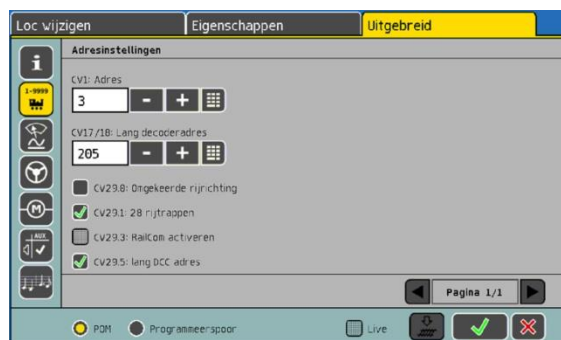 Loc wijzigen Eigenschappen Uitgebreid
Adresinstellingen
i
1-9999
CV1: Adres
3 - +
CV17/18: Lang decoderadres
205 - +
CV29.0: Omgekeerde rijrichting
CV29.1: 28 rijtrappen
M
CV29.3: RailCom activeren
AUX
CV29.5: lang DCC adres
Pagina 1/1
POM Programmeerspoor Live